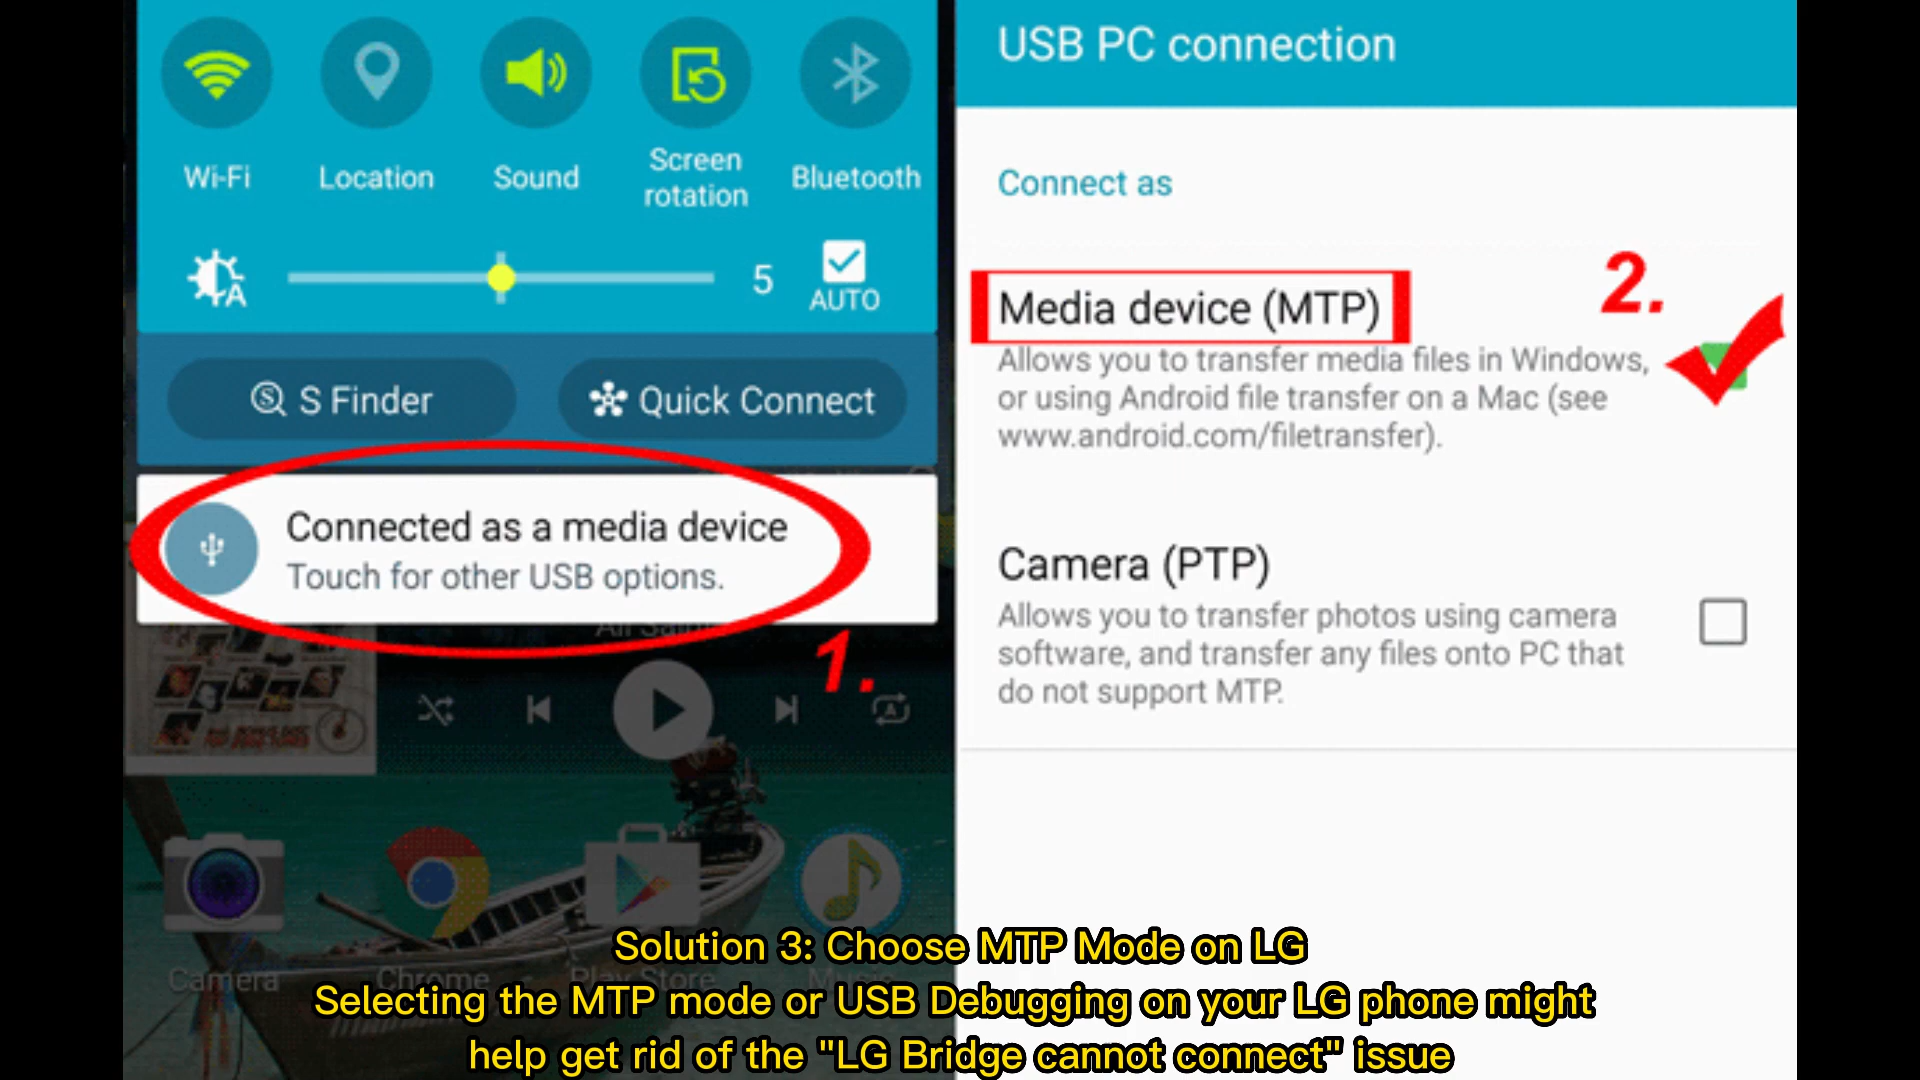 Wi-Fi
Location
Sound
Screen
rotation
Bluetooth
A
5
AUTO
S Finder
Quick Connect
Connected as a media device
Touch for other USB options.
1.
Camera
Chrome
Play Store
Music
USB PC connection
Connect as
Media device (MTP)
2.
Allows you to transfer media files in Windows,
or using Android file transfer on a Mac (see
www.android.com/filetransfer).
Camera (PTP)
Allows you to transfer photos using camera
software, and transfer any files onto PC that
do not support MTP.
Solution 3: Choose MTP Mode on LG
Selecting the MTP mode or USB Debugging on your LG phone might
help get rid of the "LG Bridge cannot connect" issue